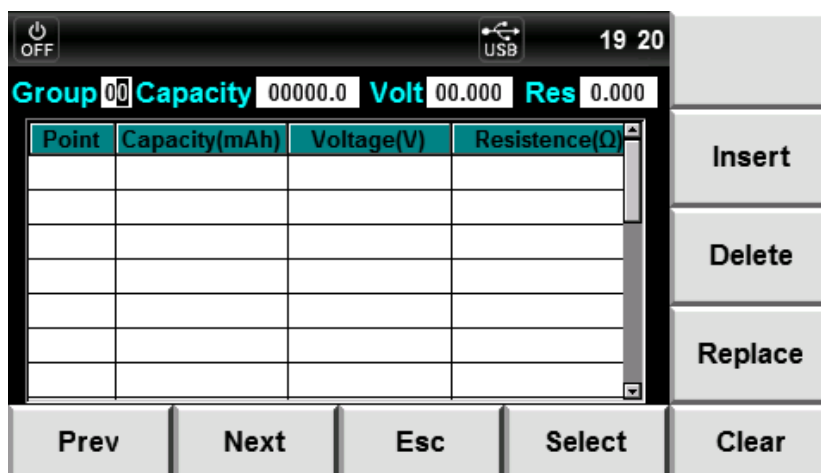 OFF USB 19 20
Group 00 Capacity 00000.0 Volt 00.000 Res 0.000
Point Capacity(mAh) Voltage(V) Resistence(Ω)
Insert
Delete
Replace
Prev Next Esc Select Clear